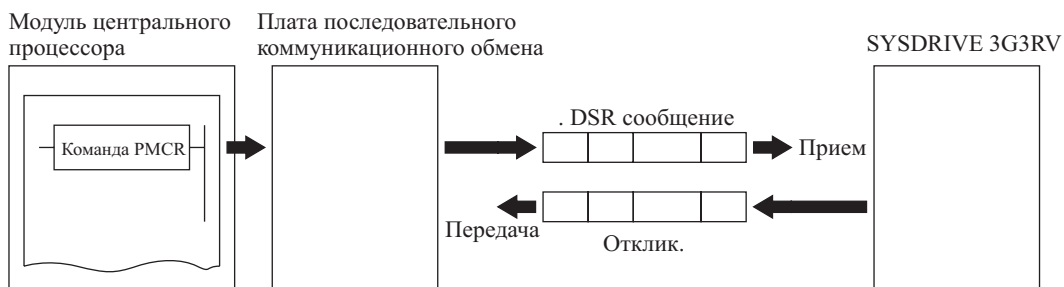 Модуль центрального
процессора
Плата последовательного
коммуникационного обмена
SYSDRIVE 3G3RV
. DSR сообщение
Команда PMCR
Прием
Передача
Отклик.